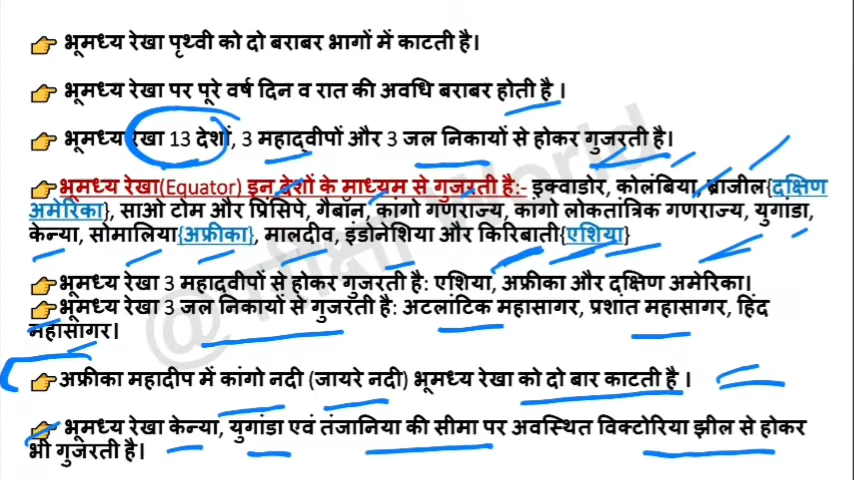 👉 भूमध्य रेखा पृथ्वी को दो बराबर भागों में काटती है।
👉 भूमध्य रेखा पर पूरे वर्ष दिन व रात की अवधि बराबर होती है ।
👉 भूमध्य रेखा 13 देशों, 3 महाद्वीपों और 3 जल निकायों से होकर गुजरती है।
👉भूमध्य रेखा(Equator) इन देशों के माध्यम से गुजरती है:- इक्वाडोर, कोलंबिया, ब्राजील{दक्षिण
अमेरिका}, साओ टोम और प्रिंसिपे, गैबॉन, कांगो गणराज्य, कांगो लोकतांत्रिक गणराज्य, युगांडा,
केन्या, सोमालिया{अफ्रीका}, मालदीव, इंडोनेशिया और किरिबाती{एशिया}
👉भूमध्य रेखा 3 महाद्वीपों से होकर गुजरती है: एशिया, अफ्रीका और दक्षिण अमेरिका।
👉भूमध्य रेखा 3 जल निकायों से गुजरती है: अटलांटिक महासागर, प्रशांत महासागर, हिंद
महासागर।
👉अफ्रीका महादीप में कांगो नदी (जायरे नदी) भूमध्य रेखा को दो बार काटती है ।
👉 भूमध्य रेखा केन्या, युगांडा एवं तंजानिया की सीमा पर अवस्थित विक्टोरिया झील से होकर
भी गुजरती है।
World